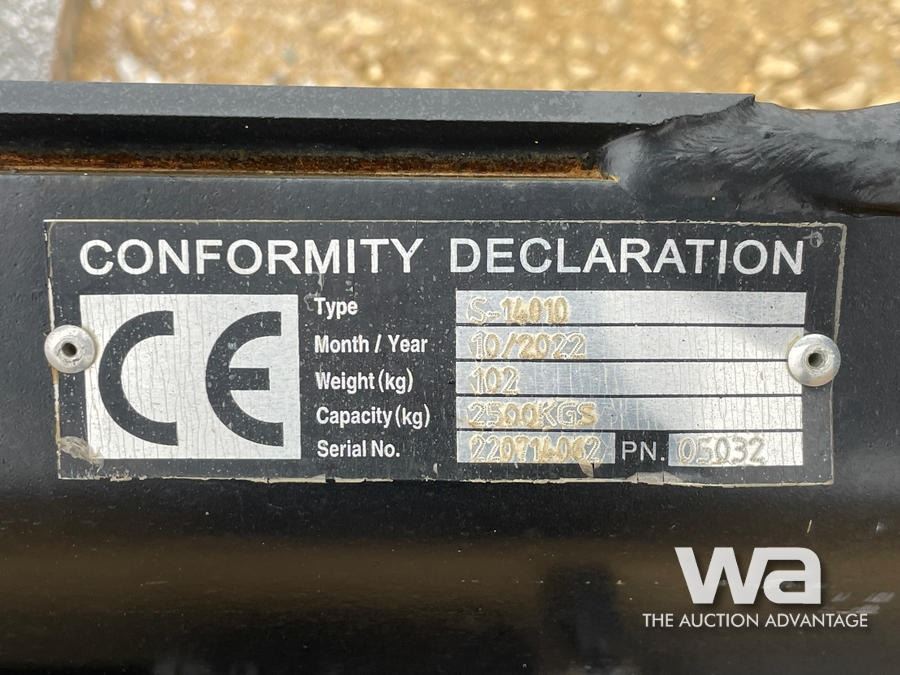 CONFORMITY DECLARATION
CE
Type S-14010
Month / Year 10/2022
Weight (kg) 102
Capacity (kg) 2500KGS
Serial No. 220714062 PN. 05032
wa
THE AUCTION ADVANTAGE